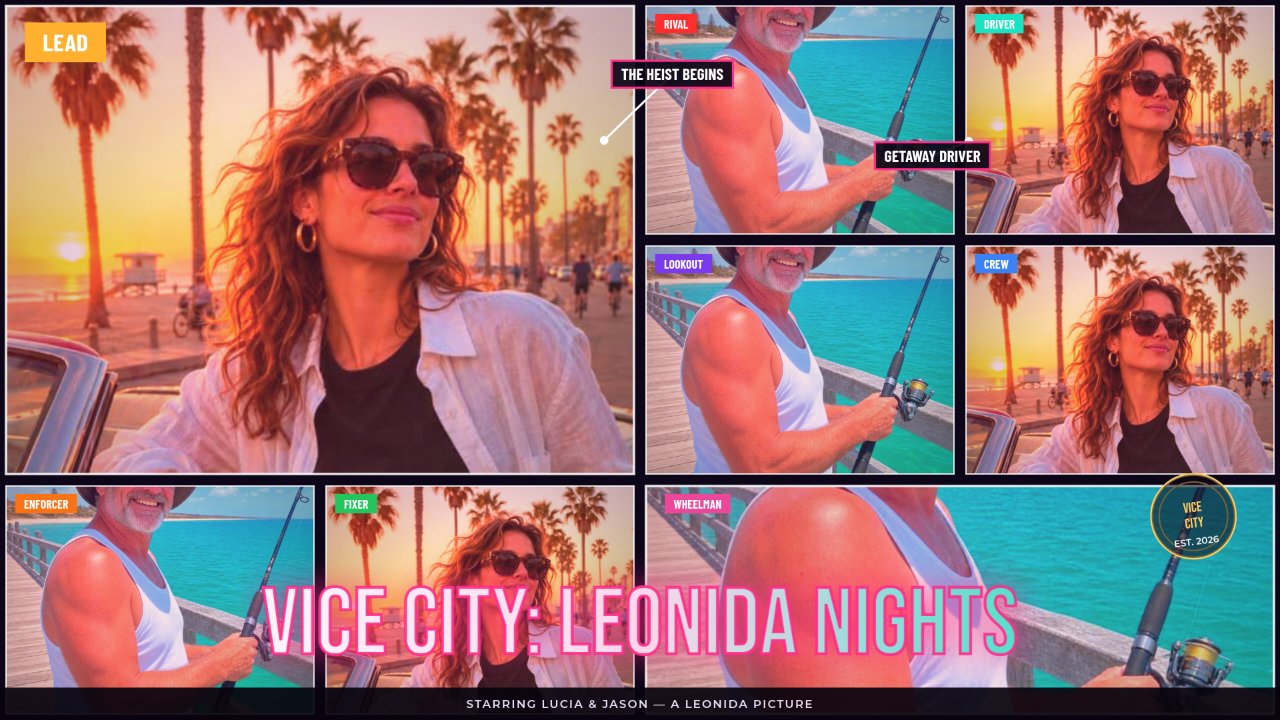 LEAD
THE HEIST BEGINS
RIVAL
DRIVER
GETAWAY DRIVER
LOOKOUT
CREW
ENFORCER
FIXER
WHEELMAN
VICE
CITY
EST. 2026
VICE CITY: LEONIDA NIGHTS
STARRING LUCIA & JASON — A LEONIDA PICTURE